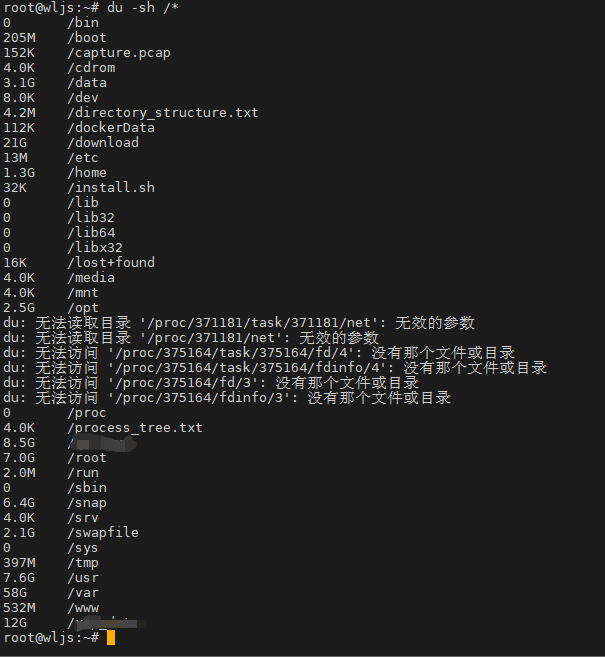 root@wljs:~# du -sh /*
0 /bin
205M /boot
152K /capture.pcap
4.0K /cdrom
3.1G /data
8.0K /dev
4.2M /directory_structure.txt
112K /dockerData
21G /download
13M /etc
1.3G /home
32K /install.sh
0 /lib
0 /lib32
0 /lib64
0 /libx32
16K /lost+found
4.0K /media
4.0K /mnt
2.5G /opt
du: 无法读取目录 '/proc/371181/task/371181/net': 无效的参数
du: 无法读取目录 '/proc/371181/net': 无效的参数
du: 无法访问 '/proc/375164/task/375164/fd/4': 没有那个文件或目录
du: 无法访问 '/proc/375164/task/375164/fdinfo/4': 没有那个文件或目录
du: 无法访问 '/proc/375164/fd/3': 没有那个文件或目录
du: 无法访问 '/proc/375164/fdinfo/3': 没有那个文件或目录
0 /proc
4.0K /process_tree.txt
8.5G /
7.0G /root
2.0M /run
0 /sbin
6.4G /snap
4.0K /srv
2.1G /swapfile
0 /sys
397M /tmp
7.6G /usr
58G /var
532M /www
12G /
root@wljs:~#